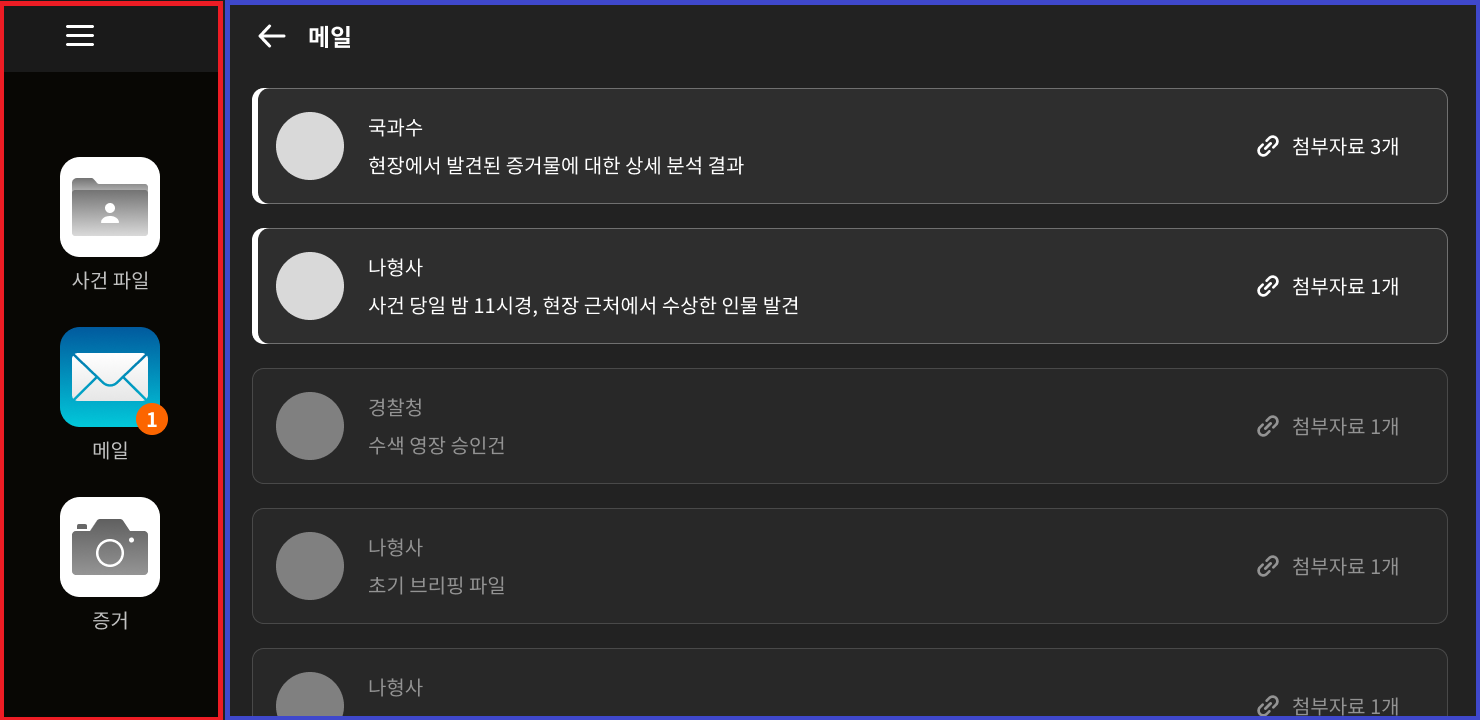 사건 파일
1
메일
증거
메일
국과수
현장에서 발견된 증거물에 대한 상세 분석 결과
첨부자료 3개
나형사
사건 당일 밤 11시경, 현장 근처에서 수상한 인물 발견
첨부자료 1개
경찰청
수색 영장 승인건
첨부자료 1개
나형사
초기 브리핑 파일
첨부자료 1개
나형사
첨부자료 1개